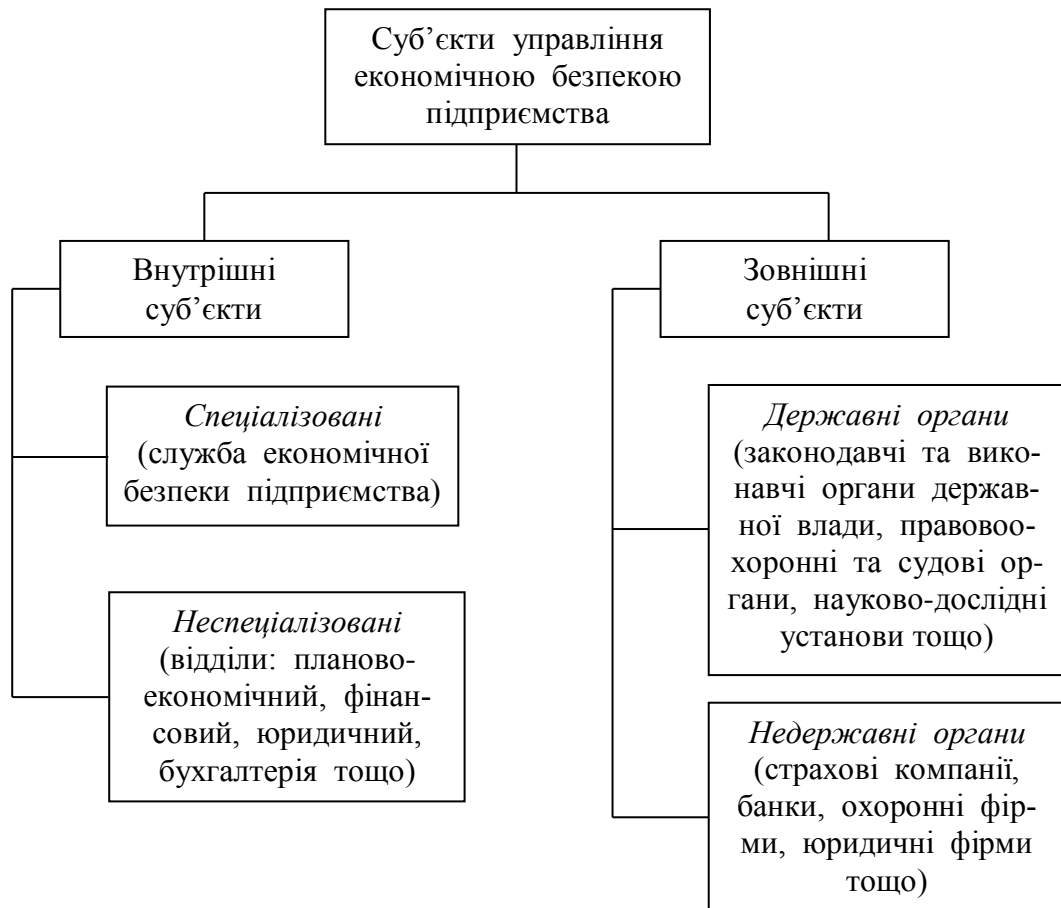 Суб’єкти управління
економічною безпекою
підприємства
Внутрішні
суб’єкти
Зовнішні
суб’єкти
Спеціалізовані
(служба економічної
безпеки підприємства)
Неспеціалізовані
(відділи: планово-
економічний, фінан-
совий, юридичний,
бухгалтерія тощо)
Державні органи
(законодавчі та вико-
навчі органи держав-
ної влади, правовоо-
хоронні та судові ор-
гани, науково-дослідні
установи тощо)
Недержавні органи
(страхові компанії,
банки, охоронні фір-
ми, юридичні фірми
тощо)